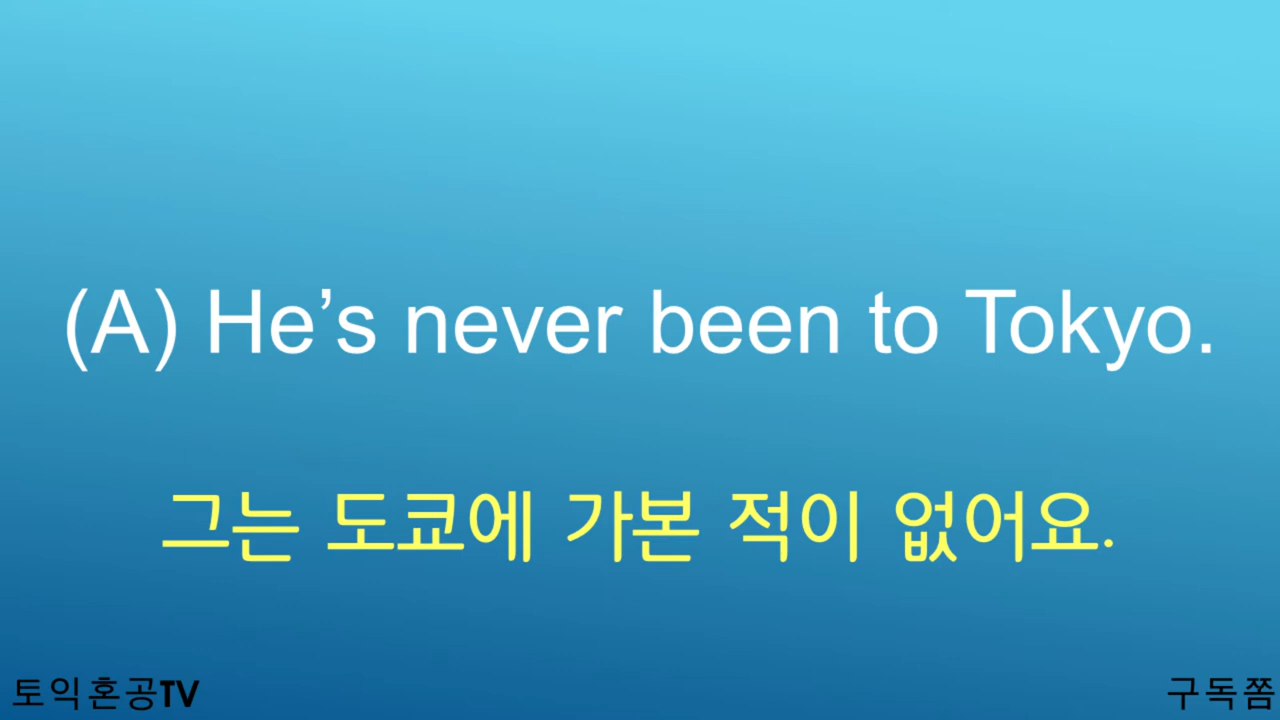 (A) He’s never been to Tokyo.
그는 도쿄에 가본 적이 없어요.
토익혼공TV
구독쫌